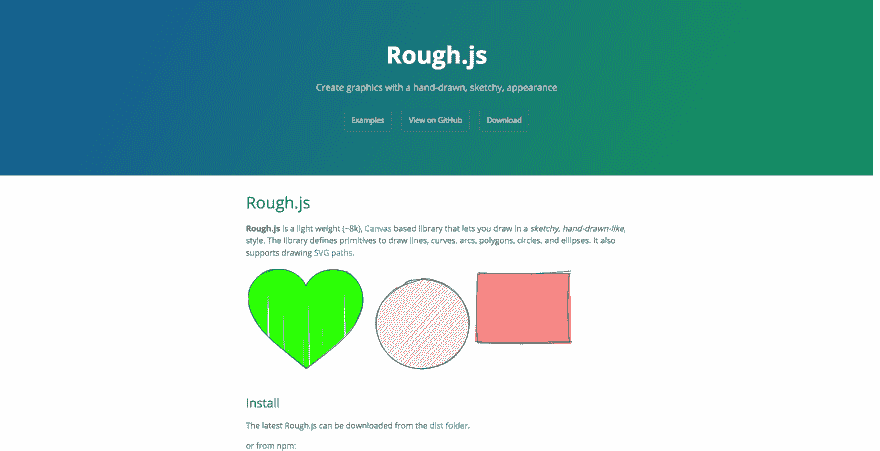 Rough.js
Create graphics with a hand-drawn, sketchy, appearance
Examples View on GitHub Download
Rough.js
Rough.js is a light weight (~8k), Canvas based library that lets you draw in a sketchy, hand-drawn-like,
style. The library defines primitives to draw lines, curves, arcs, polygons, circles, and ellipses. It also
supports drawing SVG paths.
Install
The latest Rough.js can be downloaded from the dist folder.
or from npm: